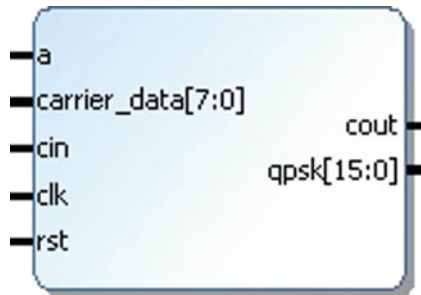 a
carrier_data[7:0]
cin
clk
rst
cout
qpsk[15:0]